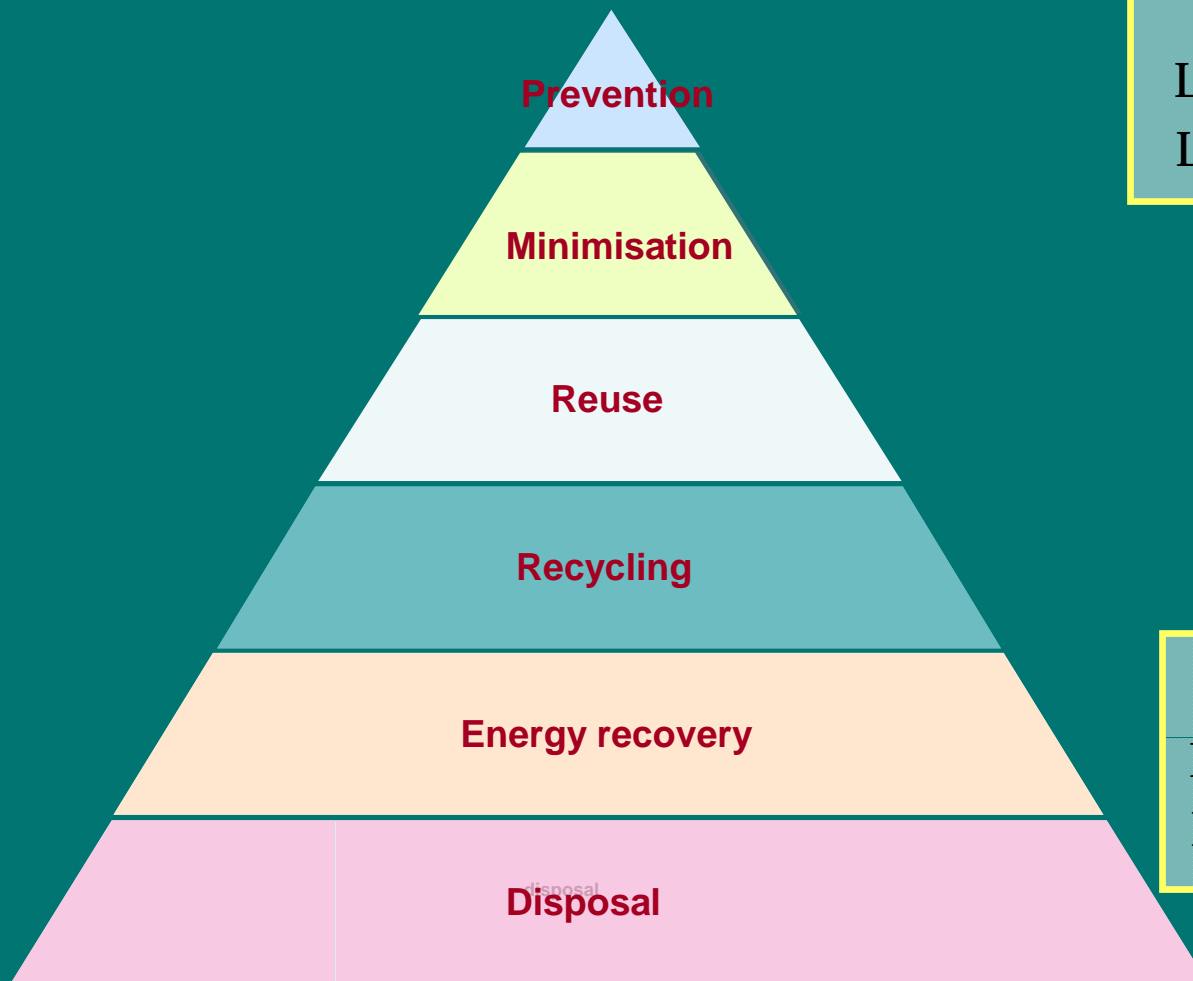 Prevention
Minimisation
Reuse
Recycling
Energy recovery
disposal
Disposal